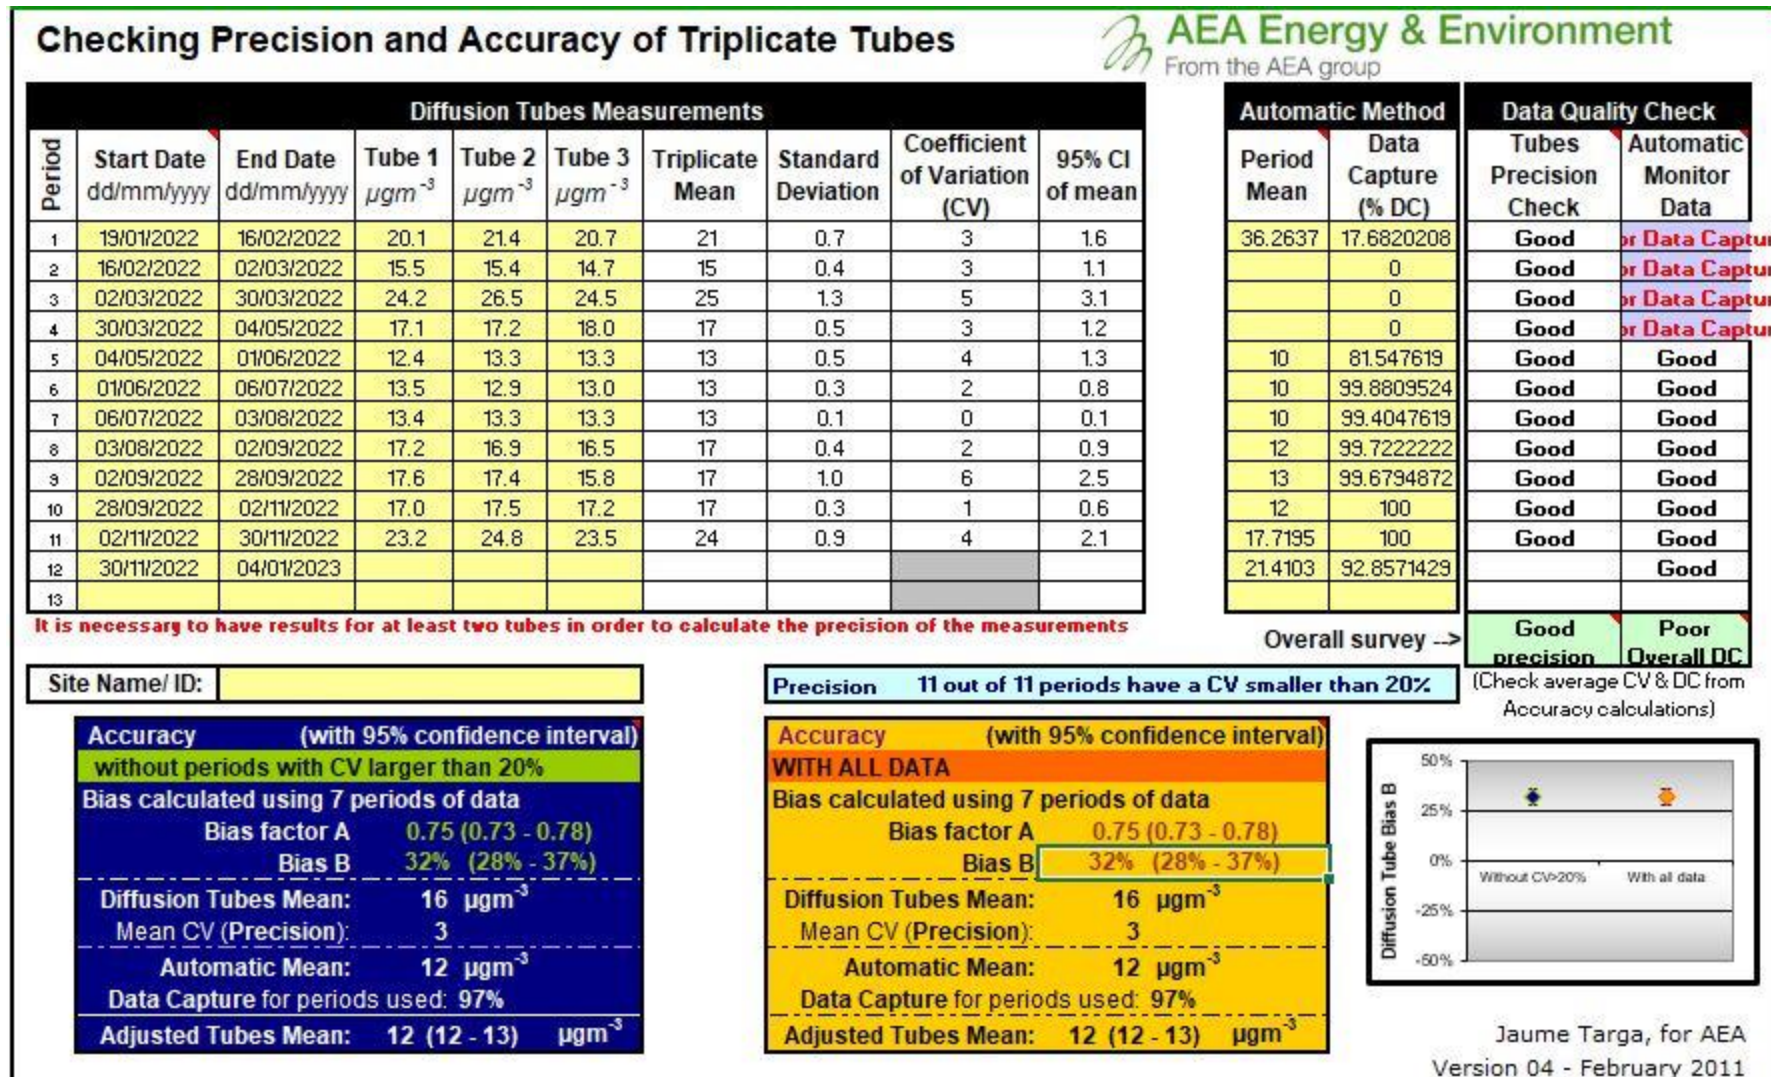 Checking Precision and Accuracy of Triplicate Tubes
AEA Energy & Environment
From the AEA group
Diffusion Tubes Measurements
Automatic Method
Data Quality Check
Period Start Date dd/mm/yyyy End Date dd/mm/yyyy Tube 1 µgm-3 Tube 2 µgm-3 Tube 3 µgm-3 Triplicate Mean Standard Deviation Coefficient of Variation (CV) 95% CI of mean Period Mean Data Capture (% DC) Tubes Precision Check Automatic Monitor Data
1 19/01/2022 16/02/2022 20.1 21.4 20.7 21 0.7 3 1.6 36.2637 17.6820208 Good or Data Captur
2 16/02/2022 02/03/2022 15.5 15.4 14.7 15 0.4 3 1.1 0 Good or Data Captur
3 02/03/2022 30/03/2022 24.2 26.5 24.5 25 1.3 5 3.1 0 Good or Data Captur
4 30/03/2022 04/05/2022 17.1 17.2 18.0 17 0.5 3 1.2 0 Good or Data Captur
5 04/05/2022 01/06/2022 12.4 13.3 13.3 13 0.5 4 1.3 10 81.547619 Good Good
6 01/06/2022 06/07/2022 13.5 12.9 13.0 13 0.3 2 0.8 10 99.8809524 Good Good
7 06/07/2022 03/08/2022 13.4 13.3 13.3 13 0.1 0 0.1 10 99.4047619 Good Good
8 03/08/2022 02/09/2022 17.2 16.9 16.5 17 0.4 2 0.9 12 99.7222222 Good Good
9 02/09/2022 28/09/2022 17.6 17.4 15.8 17 1.0 6 2.5 13 99.6794872 Good Good
10 28/09/2022 02/11/2022 17.0 17.5 17.2 17 0.3 1 0.6 12 100 Good Good
11 02/11/2022 30/11/2022 23.2 24.8 23.5 24 0.9 4 2.1 17.7195 100 Good Good
12 30/11/2022 04/01/2023 21.4103 92.8571429 Good
13
It is necessary to have results for at least two tubes in order to calculate the precision of the measurements
Overall survey --> Good precision Poor Overall DC
(Check average CV & DC from
Accuracy calculations)
Site Name/ ID:
Precision 11 out of 11 periods have a CV smaller than 20%
Accuracy (with 95% confidence interval)
without periods with CV larger than 20%
Bias calculated using 7 periods of data
Bias factor A 0.75 (0.73 - 0.78)
Bias B 32% (28% - 37%)
Diffusion Tubes Mean: 16 µgm-3
Mean CV (Precision): 3
Automatic Mean: 12 µgm-3
Data Capture for periods used: 97%
Adjusted Tubes Mean: 12 (12 - 13) µgm-3
Accuracy (with 95% confidence interval)
WITH ALL DATA
Bias calculated using 7 periods of data
Bias factor A 0.75 (0.73 - 0.78)
Bias B 32% (28% - 37%)
Diffusion Tubes Mean: 16 µgm-3
Mean CV (Precision): 3
Automatic Mean: 12 µgm-3
Data Capture for periods used: 97%
Adjusted Tubes Mean: 12 (12 - 13) µgm-3
Diffusion Tube Bias B
50%
25%
0%
-25%
-50%
Without CV>20%
With all data
Jaume Targa, for AEA
Version 04 - February 2011